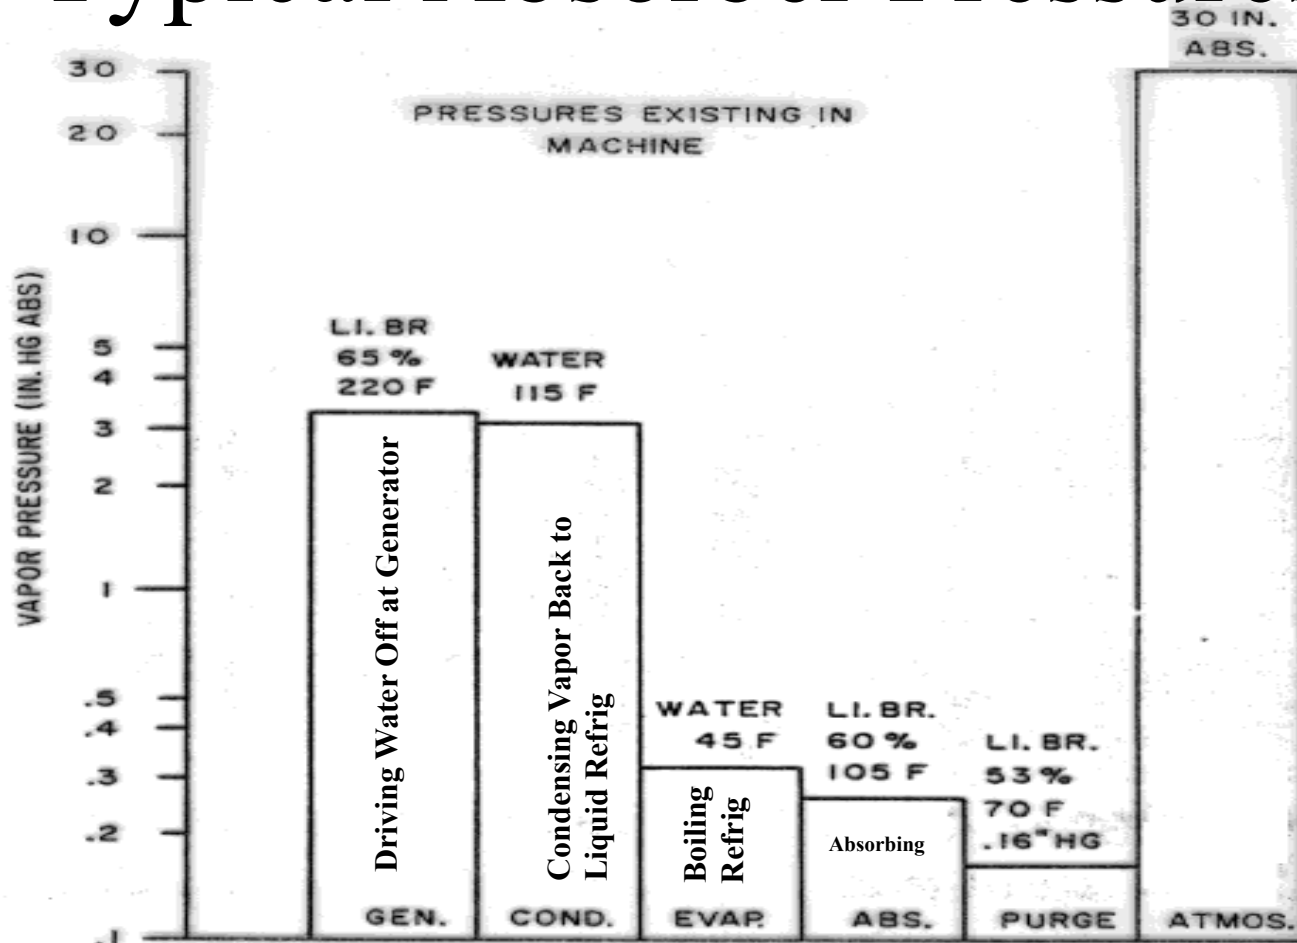 Typical Absorber Pressures
30 IN.
ABS.
PRESSURES EXISTING IN
MACHINE
VAPOR PRESSURE (IN. HG ABS)
30
20
10
5
4
3
2
1
.5
.4
.3
.2
.1
LI. BR
65 %
220 F
WATER
115 F
WATER
45 F
LI. BR.
60 %
105 F
LI. BR.
53 %
70 F
.16" HG
Driving Water Off at Generator
Condensing Vapor Back to
Liquid Refrig
Boiling
Refrig
Absorbing
GEN.
COND.
EVAP.
ABS.
PURGE
ATMOS.